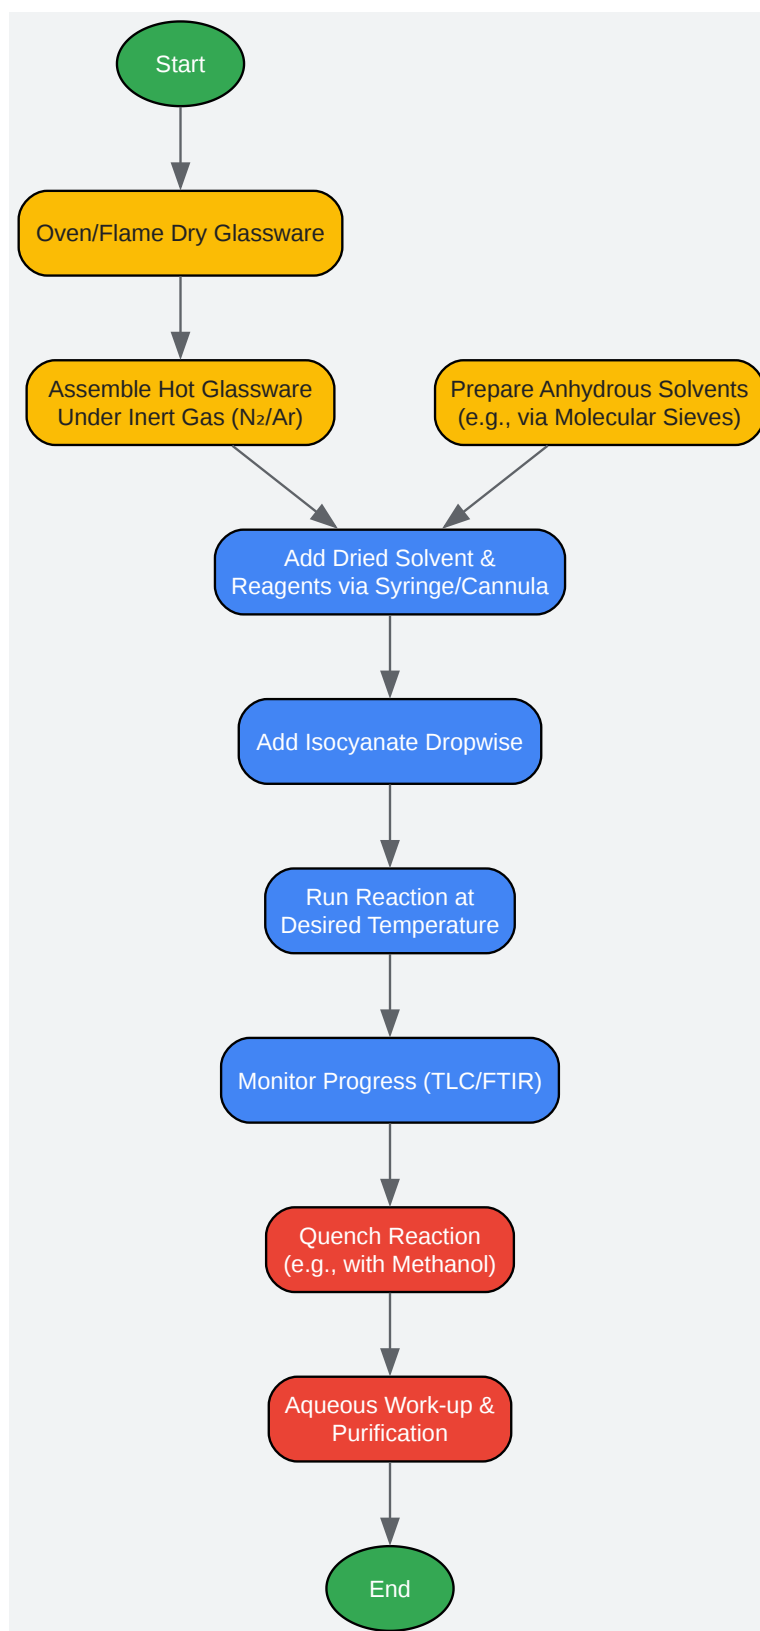 Start
Oven/Flame Dry Glassware
Assemble Hot Glassware
Under Inert Gas (N₂/Ar)
Prepare Anhydrous Solvents
(e.g., via Molecular Sieves)
Add Dried Solvent &
Reagents via Syringe/Cannula
Add Isocyanate Dropwise
Run Reaction at
Desired Temperature
Monitor Progress (TLC/FTIR)
Quench Reaction
(e.g., with Methanol)
Aqueous Work-up &
Purification
End